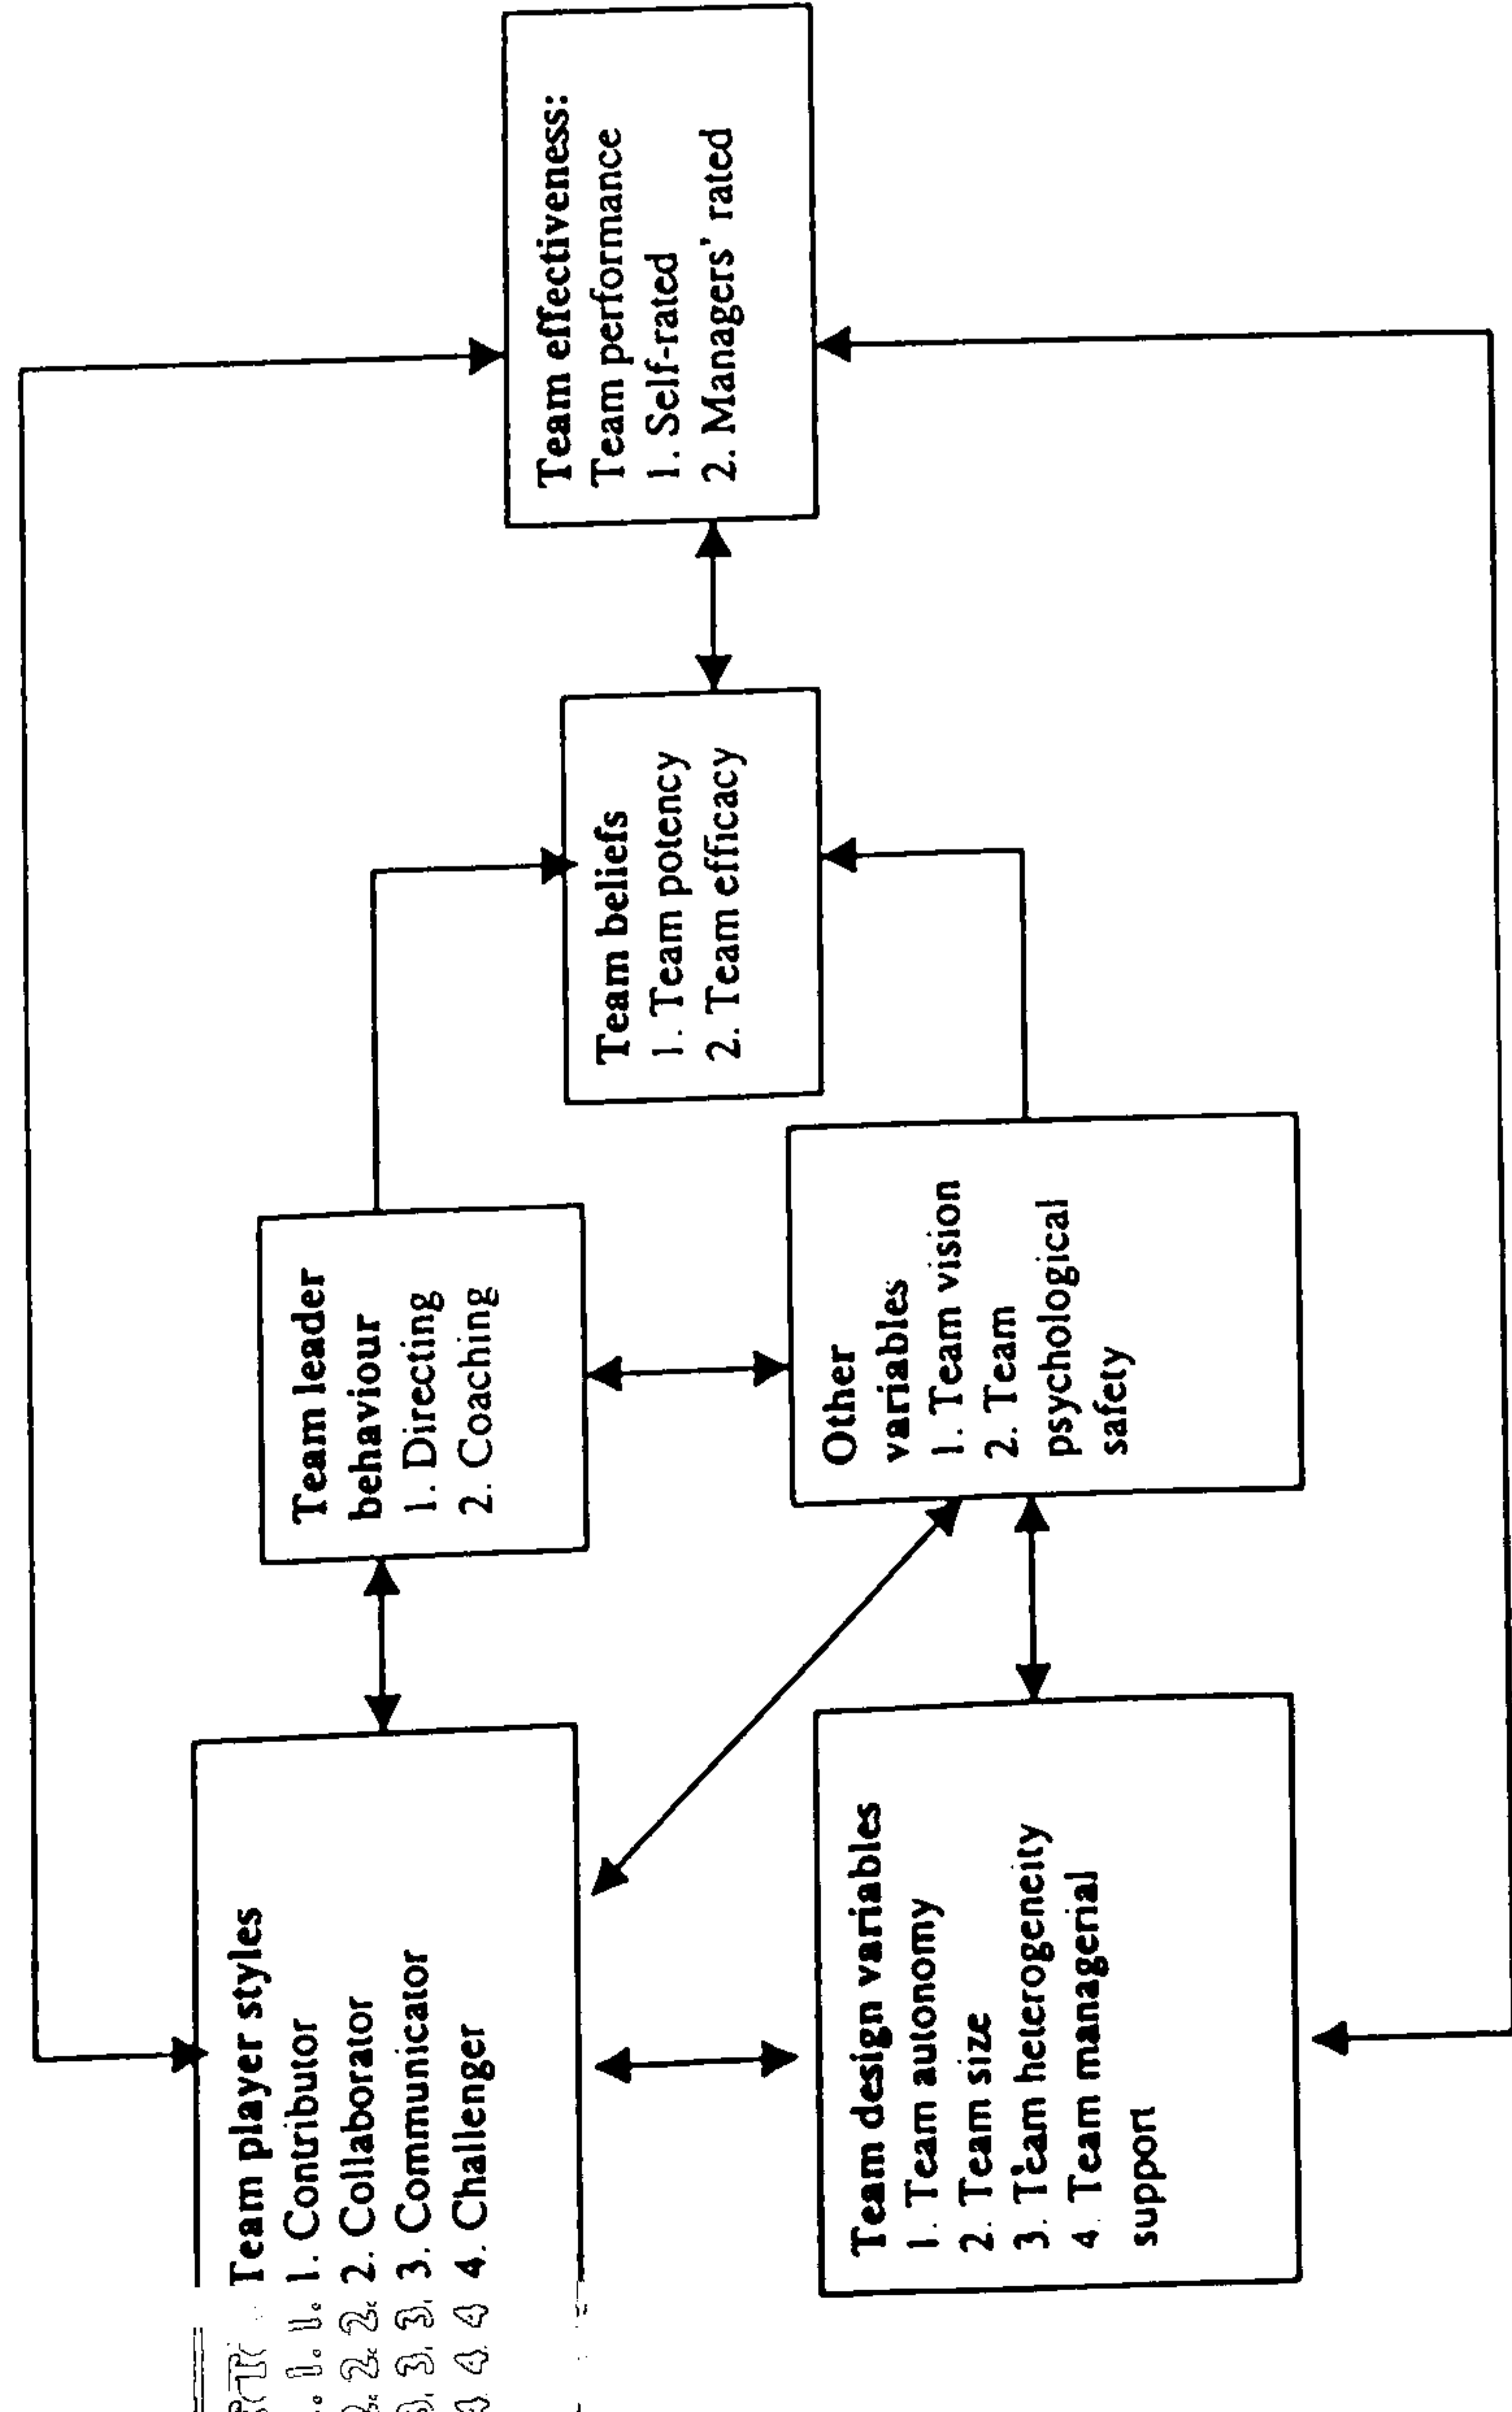 Team player styles
1. Contributor
2. Collaborator
3. Communicator
4. Challenger
Team leader
behaviour
1. Directing
2. Coaching
Team beliefs
1. Team potency
2. Team efficacy
Team effectiveness:
Team performance
1. Self-rated
2. Managers' rated
Team design variables
1. Team autonomy
2. Team size
3. Team heterogeneity
4. Team managerial
support
Other
variables
1. Team vision
2. Team
psychological
safety